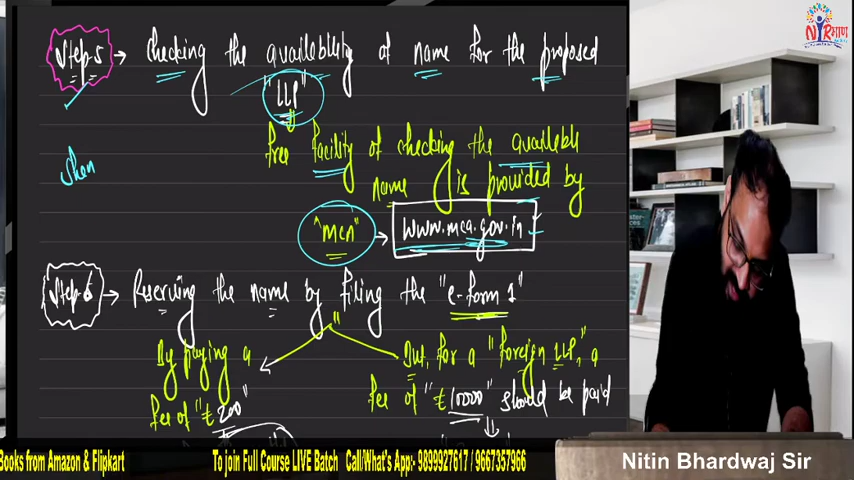 Step-5 → checking the availebility of name for the proposed
"LLP"
free facility of checking the availebl
name is provided by
"mca" → www.mca.gov.in
Step-6 → Reserving the name by filing the "e-form 1"
By paying a
fee of "₹ 200"
But, for a "foreign LLP," a
fee of "₹ 10000" should be paid
Books from Amazon & Flipkart
To join Full Course LIVE Batch Call/What's App:- 9899927617 / 9667357966
Nitin Bhardwaj Sir